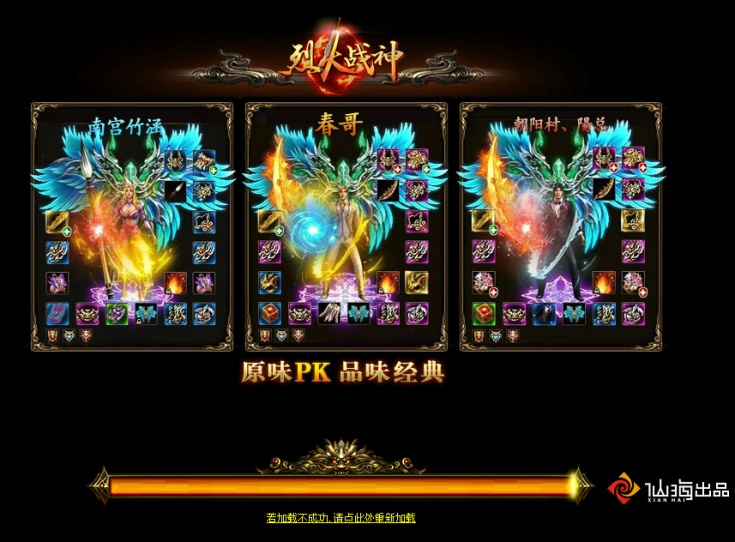 烈火战神
南宫竹涵
春哥
朝阳村、陽总
原味PK 品味经典
仙海出品
XIAN HAI
若加载不成功,请点此处重新加载